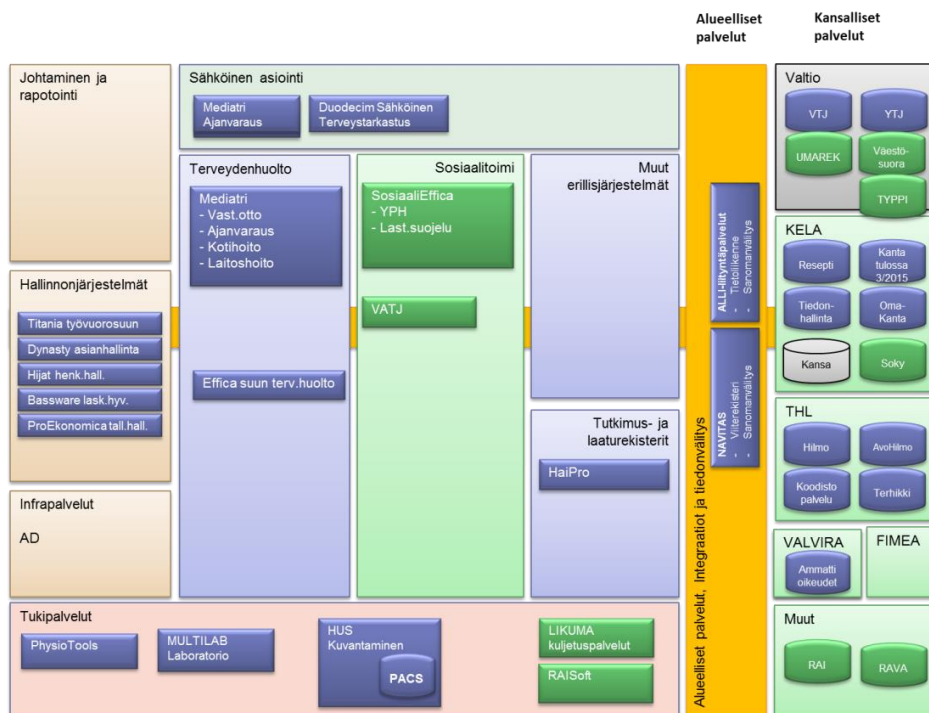 Alueelliset
palvelut
Kansalliset
palvelut
Johtaminen ja
rapotointi
Sähköinen asiointi
Mediatri
Ajanvaraus
Duodecim Sähköinen
Terveystarkastus
Terveydenhuolto
Mediatri
- Vast.otto
- Ajanvaraus
- Kotihoito
- Laitoshoito
Effica suun terv.huolto
Sosiaalitoimi
SosiaaliEffica
- YPH
- Last.suojelu
VATJ
Muut
erillisjärjestelmät
Tutkimus- ja
laaturekisterit
HaiPro
Hallinnonjärjestelmät
Titania työvuorosuun
Dynasty asianhallinta
Hijat henk.hall.
Bassware lask.hyv.
ProEkonomica tall.hall.
Infrapalvelut
AD
Tukipalvelut
PhysioTools
MULTILAB
Laboratorio
HUS
Kuvantaminen
PACS
LIKUMA
kuljetuspalvelut
RAISoft
Alueelliset palvelut, Integraatiot ja tiedonvälitys
ALLI-liityntäpalvelut
- Tietoliikenne
- Sanomanvälitys
NAVITAS
- Viiterekisteri
- Sanomanvälitys
Valtio
VTJ
YTJ
UMAREK
Väestö-
suora
TYPPI
KELA
Resepti
Kanta
tulossa
3/2015
Tiedon-
hallinta
Oma-
Kanta
Kansa
Soky
THL
Hilmo
AvoHilmo
Koodisto
palvelu
Terhikki
VALVIRA
Ammatti
oikeudet
FIMEA
Muut
RAI
RAVA